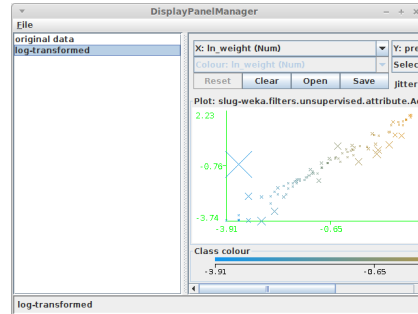 DisplayPanelManager
File
original data
log-transformed
X: ln_weight (Num)
Y: pre
Colour: ln_weight (Num)
Selec
Reset Clear Open Save Jitter
Plot: slug-weka.filters.unsupervised.attribute.A
2.23
-0.76
-3.74
-3.91 -0.65
Class colour
-3.91 -0.65
log-transformed